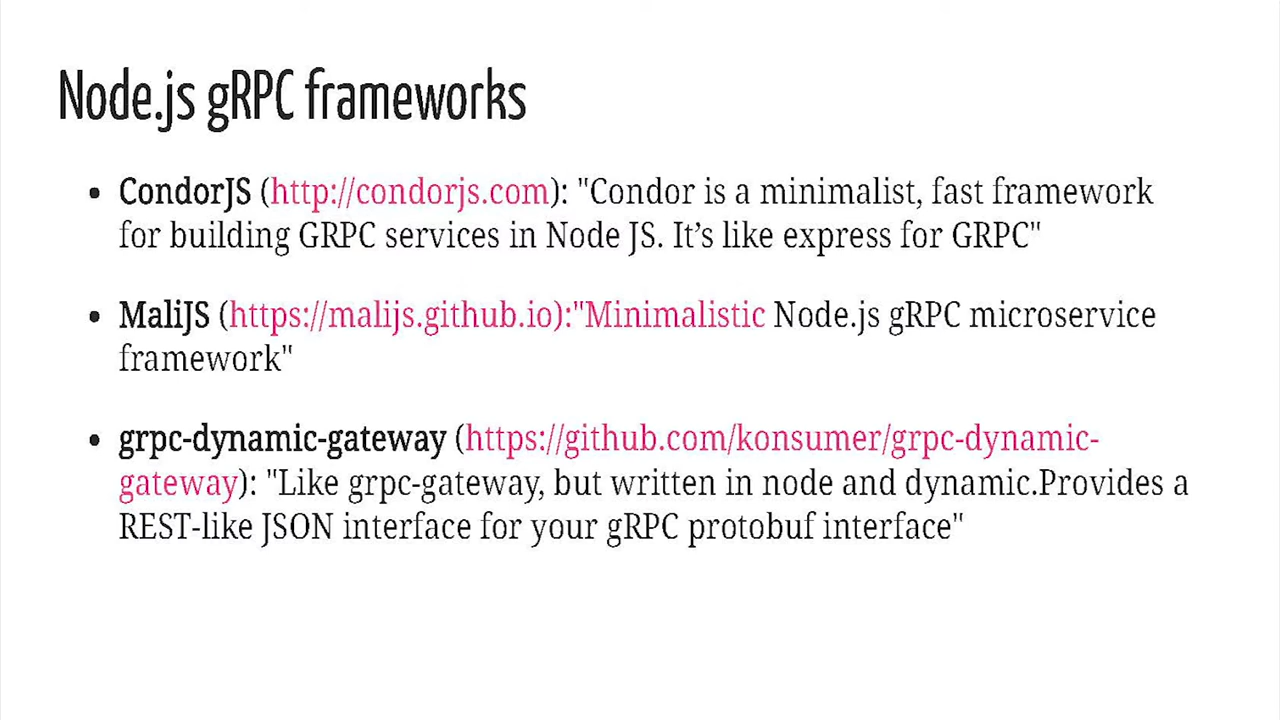 Node.js gRPC frameworks
• CondorJS (http://condorjs.com): "Condor is a minimalist, fast framework
for building GRPC services in Node JS. It’s like express for GRPC"
• MaliJS (https://malijs.github.io):"Minimalistic Node.js gRPC microservice
framework"
• grpc-dynamic-gateway (https://github.com/konsumer/grpc-dynamic-
gateway): "Like grpc-gateway, but written in node and dynamic.Provides a
REST-like JSON interface for your gRPC protobuf interface"